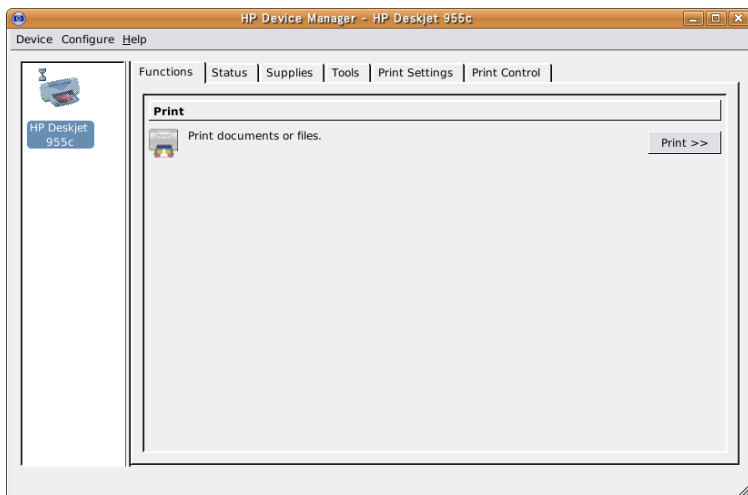 HP Device Manager - HP Deskjet 955c
Device Configure Help
Functions Status Supplies Tools Print Settings Print Control
HP Deskjet
955c
Print
Print documents or files.
Print >>